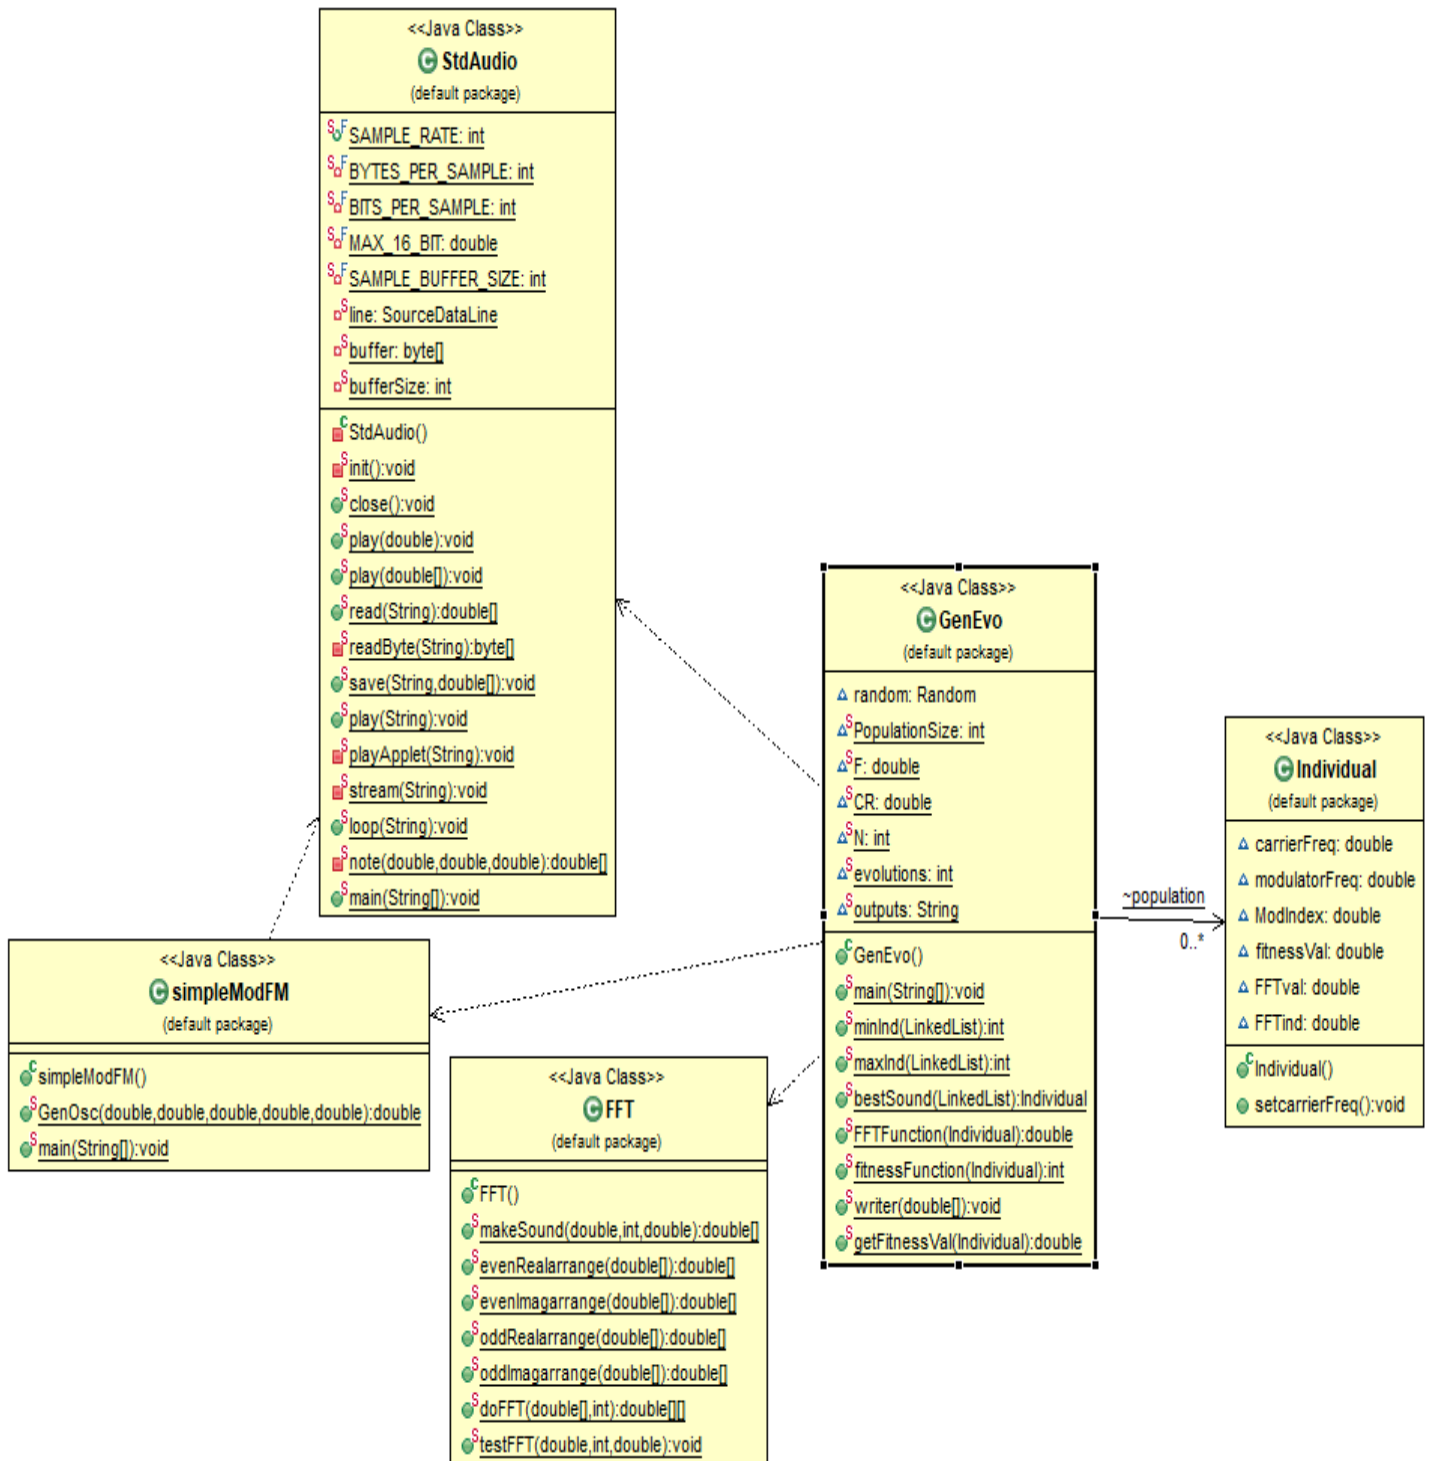 <<Java Class>>
StdAudio
(default package)
SAMPLE_RATE: int
BYTES_PER_SAMPLE: int
BITS_PER_SAMPLE: int
MAX_16_BIT: double
SAMPLE_BUFFER_SIZE: int
line: SourceDataLine
buffer: byte[]
bufferSize: int
StdAudio()
init():void
close():void
play(double):void
play(double[]):void
read(String):double[]
readByte(String):byte[]
save(String,double[]):void
play(String):void
playApplet(String):void
stream(String):void
loop(String):void
note(double,double,double):double[]
main(String[]):void
<<Java Class>>
simpleModFM
(default package)
simpleModFM()
GenOsc(double,double,double,double,double):double
main(String[]):void
<<Java Class>>
FFT
(default package)
FFT()
makeSound(double,int,double):double[]
evenRealarrange(double[]):double[]
evenImagarrange(double[]):double[]
oddRealarrange(double[]):double[]
oddImagarrange(double[]):double[]
doFFT(double[],int):double[][]
testFFT(double,int,double):void
<<Java Class>>
GenEvo
(default package)
random: Random
PopulationSize: int
F: double
CR: double
N: int
evolutions: int
outputs: String
GenEvo()
main(String[]):void
minInd(LinkedList):int
maxInd(LinkedList):int
bestSound(LinkedList):Individual
FFTFunction(Individual):double
fitnessFunction(Individual):int
writer(double[]):void
getFitnessVal(Individual):double
~population
0..*
<<Java Class>>
Individual
(default package)
carrierFreq: double
modulatorFreq: double
ModIndex: double
fitnessVal: double
FFTval: double
FFTind: double
Individual()
setcarrierFreq():void